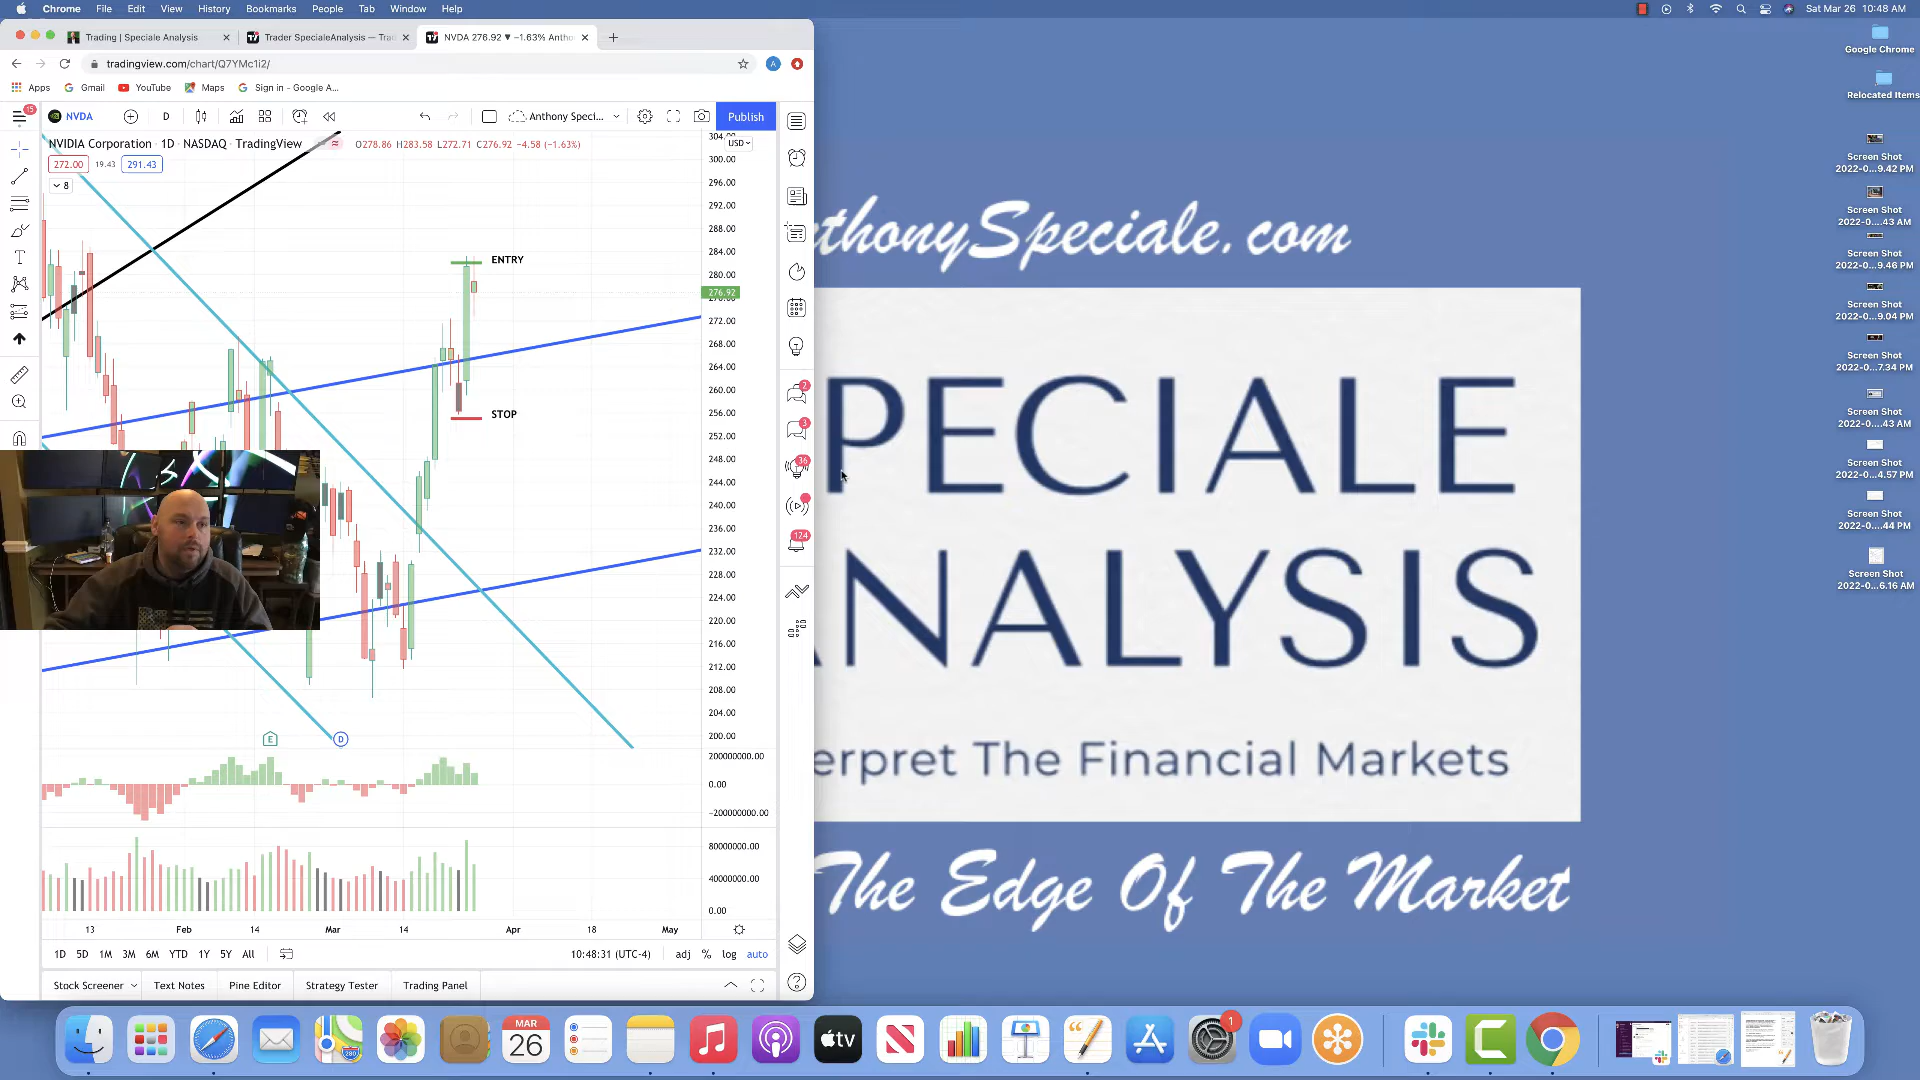 Chrome File Edit View History Bookmarks People Tab Window Help
Sat Mar 26 10:48 AM
Trading | Speciale Analysis
Trader SpecialeAnalysis — Tra
NVDA 276.92 ▼ −1.63% Antho
tradingview.com/chart/Q7YMc1i2/
Apps Gmail YouTube Maps Sign in - Google A...
15
NVDA D Anthony Speci... Publish
NVIDIA Corporation · 1D · NASDAQ · TradingView
O278.86 H283.58 L272.71 C276.92 −4.58 (−1.63%)
272.00 19.43 291.43
8
USD
304.00
300.00
296.00
292.00
288.00
284.00
280.00
276.92
272.00
268.00
264.00
260.00
256.00
252.00
248.00
244.00
240.00
236.00
232.00
228.00
224.00
220.00
216.00
212.00
208.00
204.00
200.00
200000000.00
0.00
−200000000.00
80000000.00
40000000.00
0.00
ENTRY
STOP
E
D
2
3
36
124
13 Feb 14 Mar 14 Apr 18 May
1D 5D 1M 3M 6M YTD 1Y 5Y All
10:48:31 (UTC-4) adj % log auto
Stock Screener Text Notes Pine Editor Strategy Tester Trading Panel
nthonySpeciale.com
PECIALE
NALYSIS
erpret The Financial Markets
The Edge Of The Market
Google Chrome
Relocated Items
Screen Shot
2022-0...9.42 PM
Screen Shot
2022-0....43 AM
Screen Shot
2022-0...9.46 PM
Screen Shot
2022-0...9.04 PM
Screen Shot
2022-0...7.34 PM
Screen Shot
2022-0....43 AM
Screen Shot
2022-0...4.57 PM
Screen Shot
2022-0....44 PM
Screen Shot
2022-0...6.16 AM
MAR
26
280
tv
1